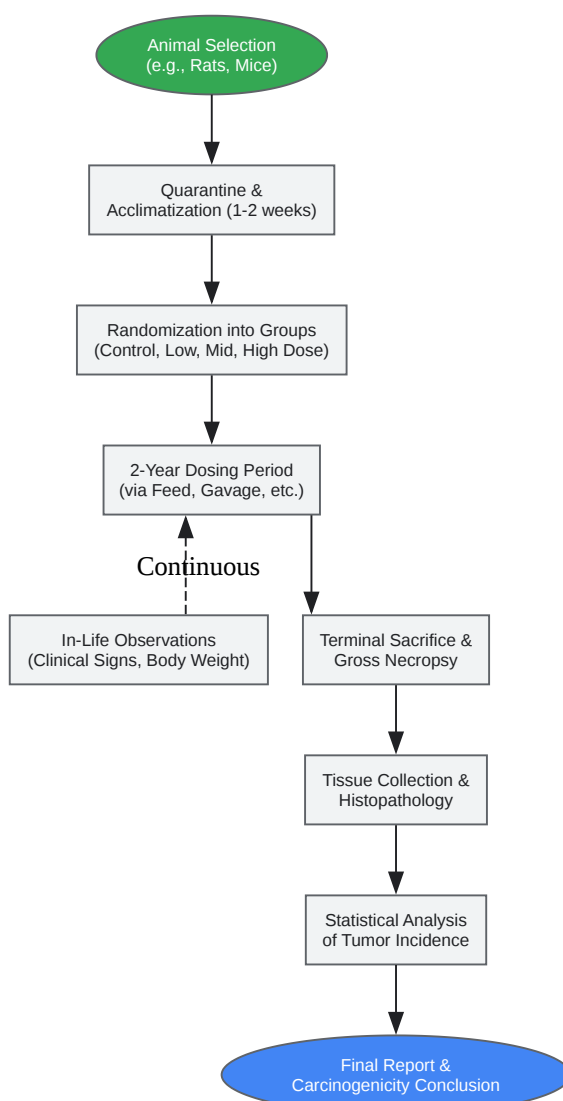 Animal Selection
(e.g., Rats, Mice)
Quarantine &
Acclimatization (1-2 weeks)
Randomization into Groups
(Control, Low, Mid, High Dose)
2-Year Dosing Period
(via Feed, Gavage, etc.)
Continuous
In-Life Observations
(Clinical Signs, Body Weight)
Terminal Sacrifice &
Gross Necropsy
Tissue Collection &
Histopathology
Statistical Analysis
of Tumor Incidence
Final Report &
Carcinogenicity Conclusion